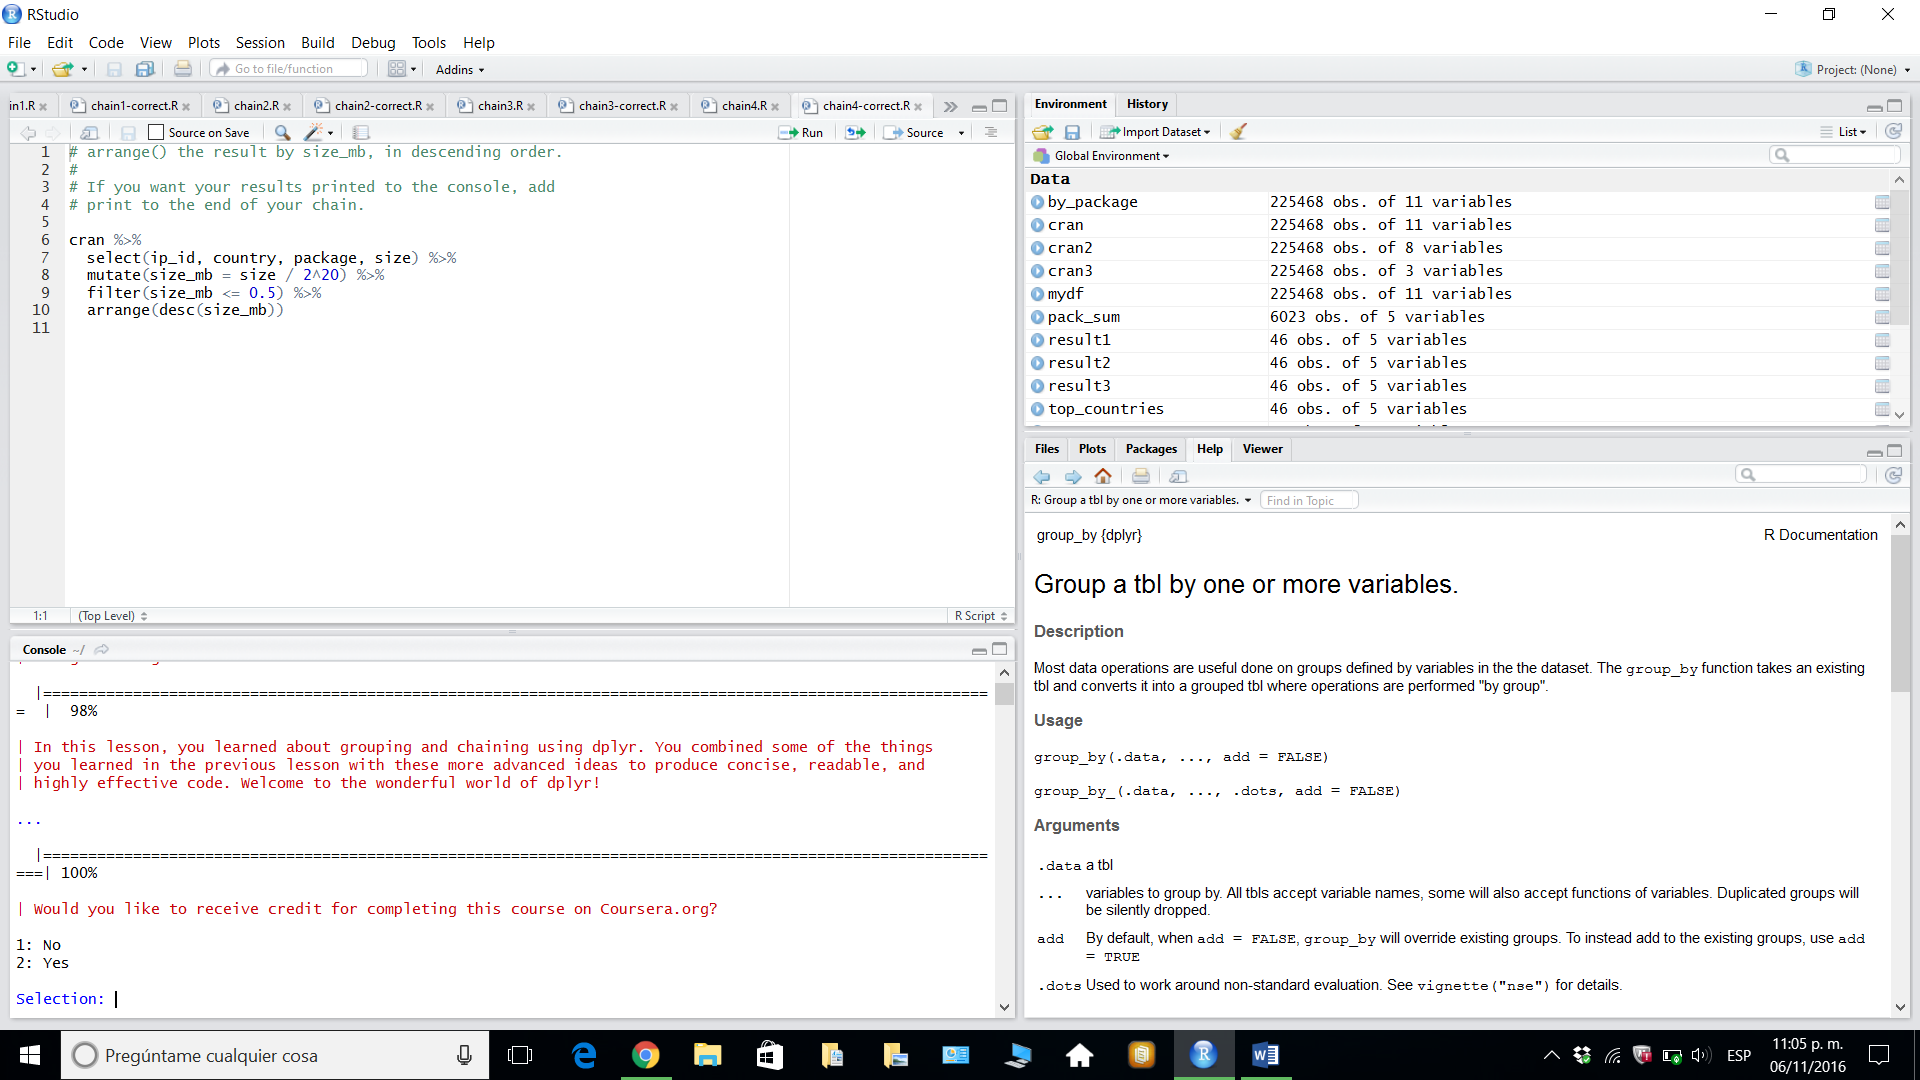 RStudio
File Edit Code View Plots Session Build Debug Tools Help
Go to file/function Addins Project: (None)
in1.R chain1-correct.R chain2.R chain2-correct.R chain3.R chain3-correct.R chain4.R chain4-correct.R
Source on Save Run Source
1 # arrange() the result by size_mb, in descending order.
2 #
3 # If you want your results printed to the console, add
4 # print to the end of your chain.
5
6 cran %>%
7 select(ip_id, country, package, size) %>%
8 mutate(size_mb = size / 2^20) %>%
9 filter(size_mb <= 0.5) %>%
10 arrange(desc(size_mb))
11
1:1 (Top Level) R Script
Console ~/
|=========================================================================================================
= | 98%
| In this lesson, you learned about grouping and chaining using dplyr. You combined some of the things
| you learned in the previous lesson with these more advanced ideas to produce concise, readable, and
| highly effective code. Welcome to the wonderful world of dplyr!
...
|=========================================================================================================
===| 100%
| Would you like to receive credit for completing this course on Coursera.org?
1: No
2: Yes
Selection:
Environment History
Import Dataset List
Global Environment
Data
by_package 225468 obs. of 11 variables
cran 225468 obs. of 11 variables
cran2 225468 obs. of 8 variables
cran3 225468 obs. of 3 variables
mydf 225468 obs. of 11 variables
pack_sum 6023 obs. of 5 variables
result1 46 obs. of 5 variables
result2 46 obs. of 5 variables
result3 46 obs. of 5 variables
top_countries 46 obs. of 5 variables
Files Plots Packages Help Viewer
R: Group a tbl by one or more variables. Find in Topic
group_by {dplyr} R Documentation
Group a tbl by one or more variables.
Description
Most data operations are useful done on groups defined by variables in the the dataset. The group_by function takes an existing
tbl and converts it into a grouped tbl where operations are performed "by group".
Usage
group_by(.data, ..., add = FALSE)
group_by_(.data, ..., .dots, add = FALSE)
Arguments
.data a tbl
... variables to group by. All tbls accept variable names, some will also accept functions of variables. Duplicated groups will
be silently dropped.
add By default, when add = FALSE, group_by will override existing groups. To instead add to the existing groups, use add
= TRUE
.dots Used to work around non-standard evaluation. See vignette("nse") for details.
Pregúntame cualquier cosa
ESP
11:05 p. m.
06/11/2016